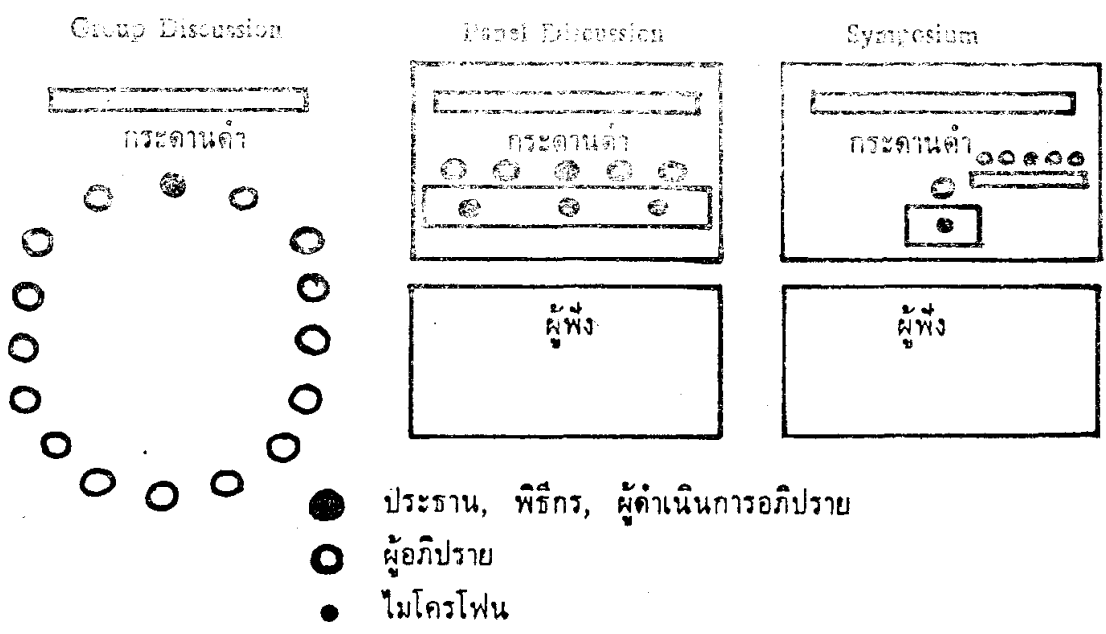 Group Discussion
Panel Discussion
Symposium
กระดานดำ
กระดานดำ
กระดานดำ
ผู้ฟัง
ผู้ฟัง
ประธาน, พิธีกร, ผู้ดำเนินการอภิปราย
ผู้อภิปราย
ไมโครโฟน